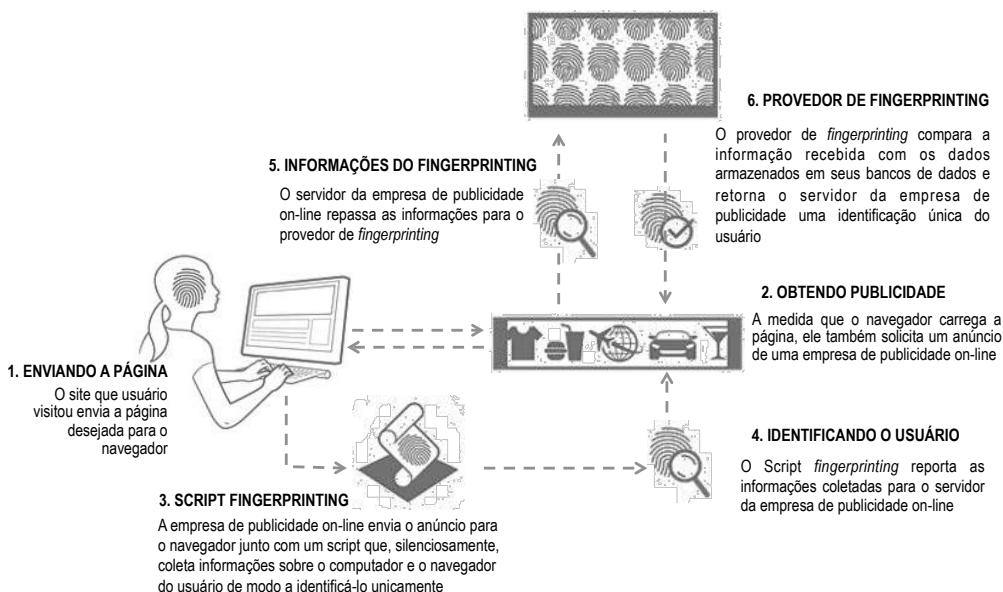 1. ENVIANDO A PÁGINA
O site que usuário
visitou envia a página
desejada para o
navegador
2. OBTENDO PUBLICIDADE
A medida que o navegador carrega a
página, ele também solicita um anúncio
de uma empresa de publicidade on-line
3. SCRIPT FINGERPRINTING
A empresa de publicidade on-line envia o anúncio para
o navegador junto com um script que, silenciosamente,
coleta informações sobre o computador e o navegador
do usuário de modo a identificá-lo unicamente
4. IDENTIFICANDO O USUÁRIO
O Script fingerprinting reporta as
informações coletadas para o servidor
da empresa de publicidade on-line
5. INFORMAÇÕES DO FINGERPRINTING
O servidor da empresa de publicidade
on-line repassa as informações para o
provedor de fingerprinting
6. PROVEDOR DE FINGERPRINTING
O provedor de fingerprinting compara a
informação recebida com os dados
armazenados em seus bancos de dados e
retorna o servidor da empresa de
publicidade uma identificação única do
usuário